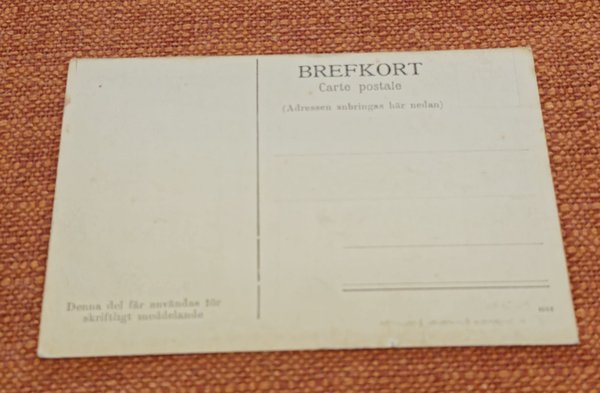 BREFKORT
Carte postale
(Adressen anbringas här nedan)
Denna del får användas för
skriftligt meddelande